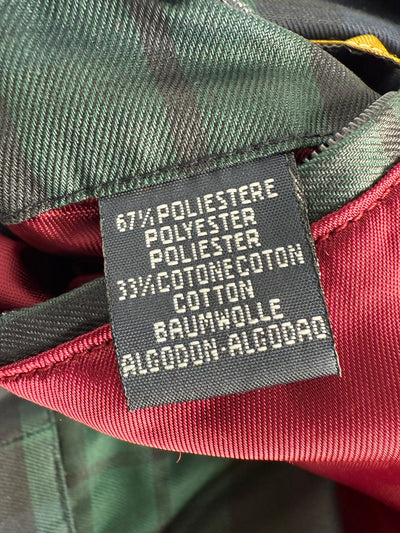 67% POLIESTERE
POLYESTER
POLIESTER
33% COTONE COTON
COTTON
BAUMWOLLE
ALGODON-ALGODAO